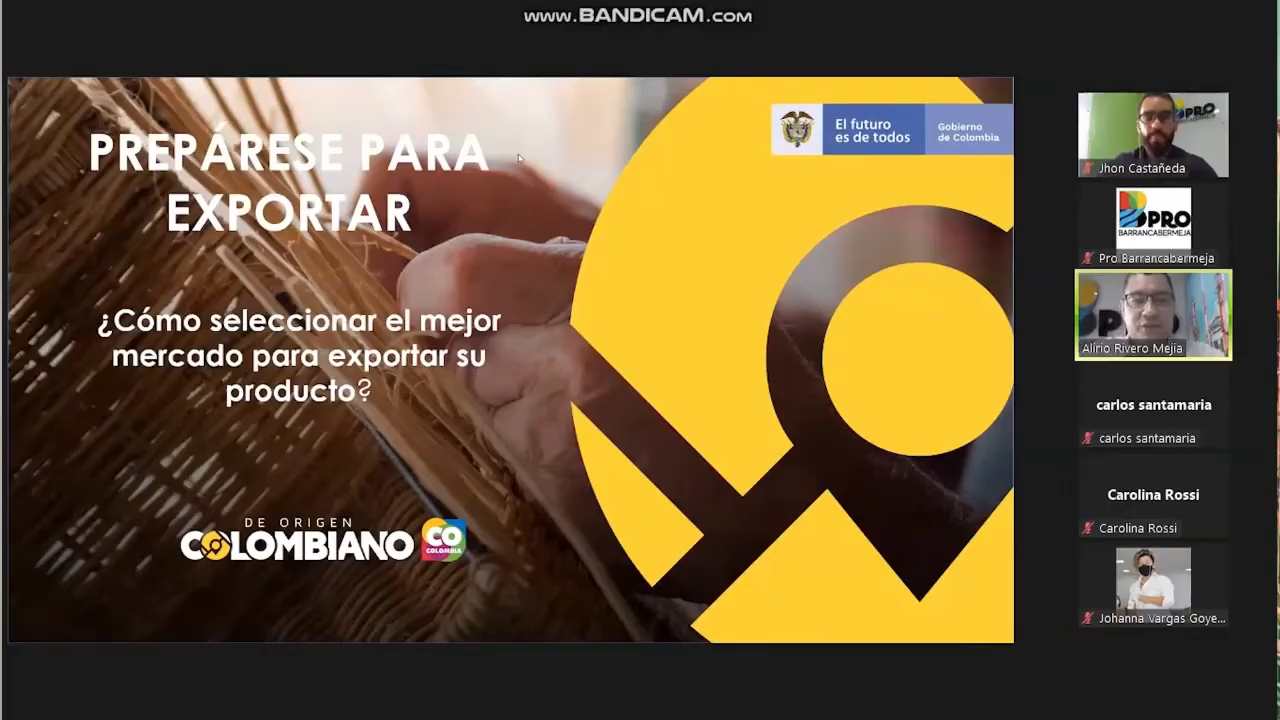 www.BANDICAM.com
PREPÁRESE PARA
EXPORTAR
¿Cómo seleccionar el mejor
mercado para exportar su
producto?
DE ORIGEN
COLOMBIANO
CO
COLOMBIA
El futuro
es de todos
Gobierno
de Colombia
PRO
Jhon Castañeda
PRO
BARRANCABERMEJA
Pro Barrancabermeja
Alirio Rivero Mejia
carlos santamaria
carlos santamaria
Carolina Rossi
Carolina Rossi
Johanna Vargas Goye...